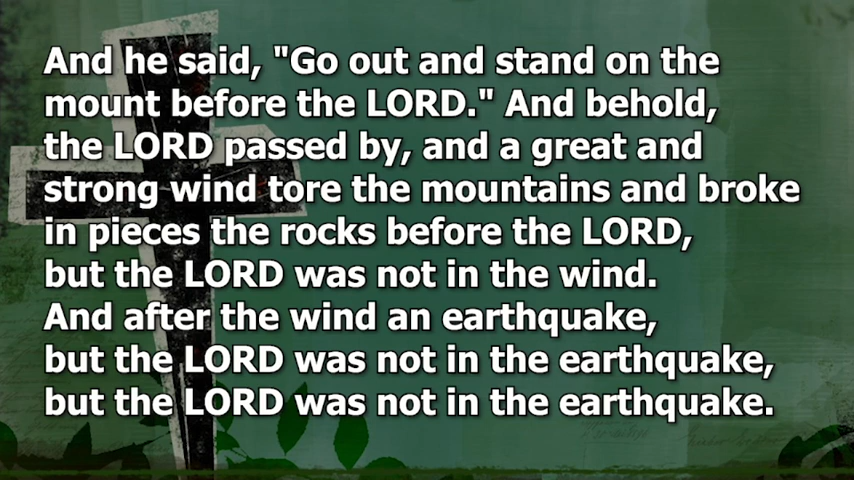 And he said, "Go out and stand on the
mount before the LORD." And behold,
the LORD passed by, and a great and
strong wind tore the mountains and broke
in pieces the rocks before the LORD,
but the LORD was not in the wind.
And after the wind an earthquake,
but the LORD was not in the earthquake,
but the LORD was not in the earthquake.